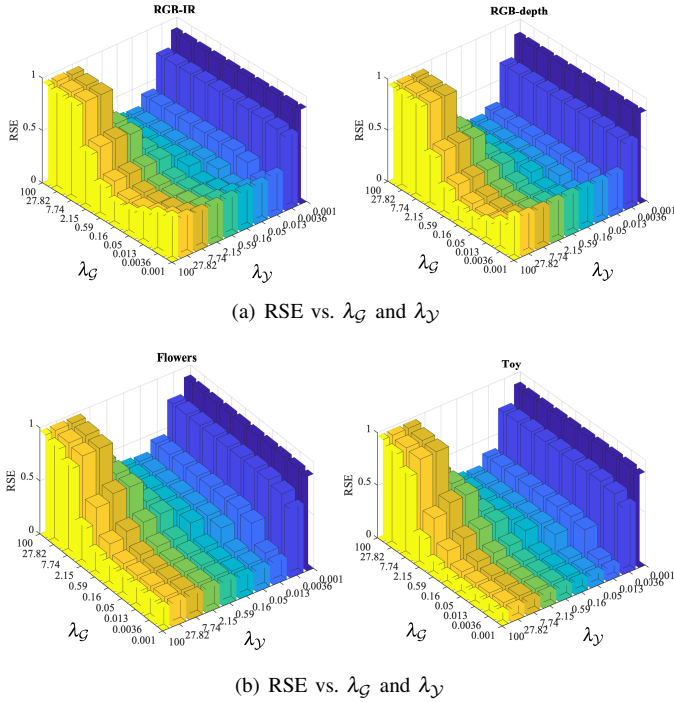 RGB-IR RGB-depth
1 1
RSE 0.5 RSE 0.5
0 0
100 27.82 7.74 2.15 0.59 0.16 0.05 0.013 0.0036 0.001 100 27.82 7.74 2.15 0.59 0.16 0.05 0.013 0.0036 0.001
100 27.82 7.74 2.15 0.59 0.16 0.05 0.013 0.0036 0.001 100 27.82 7.74 2.15 0.59 0.16 0.05 0.013 0.0036 0.001
λ𝒢 λ𝒴 λ𝒢 λ𝒴
(a) RSE vs. λ𝒢 and λ𝒴
Flowers Toy
1 1
RSE 0.5 RSE 0.5
0 0
100 27.82 7.74 2.15 0.59 0.16 0.05 0.013 0.0036 0.001 100 27.82 7.74 2.15 0.59 0.16 0.05 0.013 0.0036 0.001
100 27.82 7.74 2.15 0.59 0.16 0.05 0.013 0.0036 0.001 100 27.82 7.74 2.15 0.59 0.16 0.05 0.013 0.0036 0.001
λ𝒢 λ𝒴 λ𝒢 λ𝒴
(b) RSE vs. λ𝒢 and λ𝒴